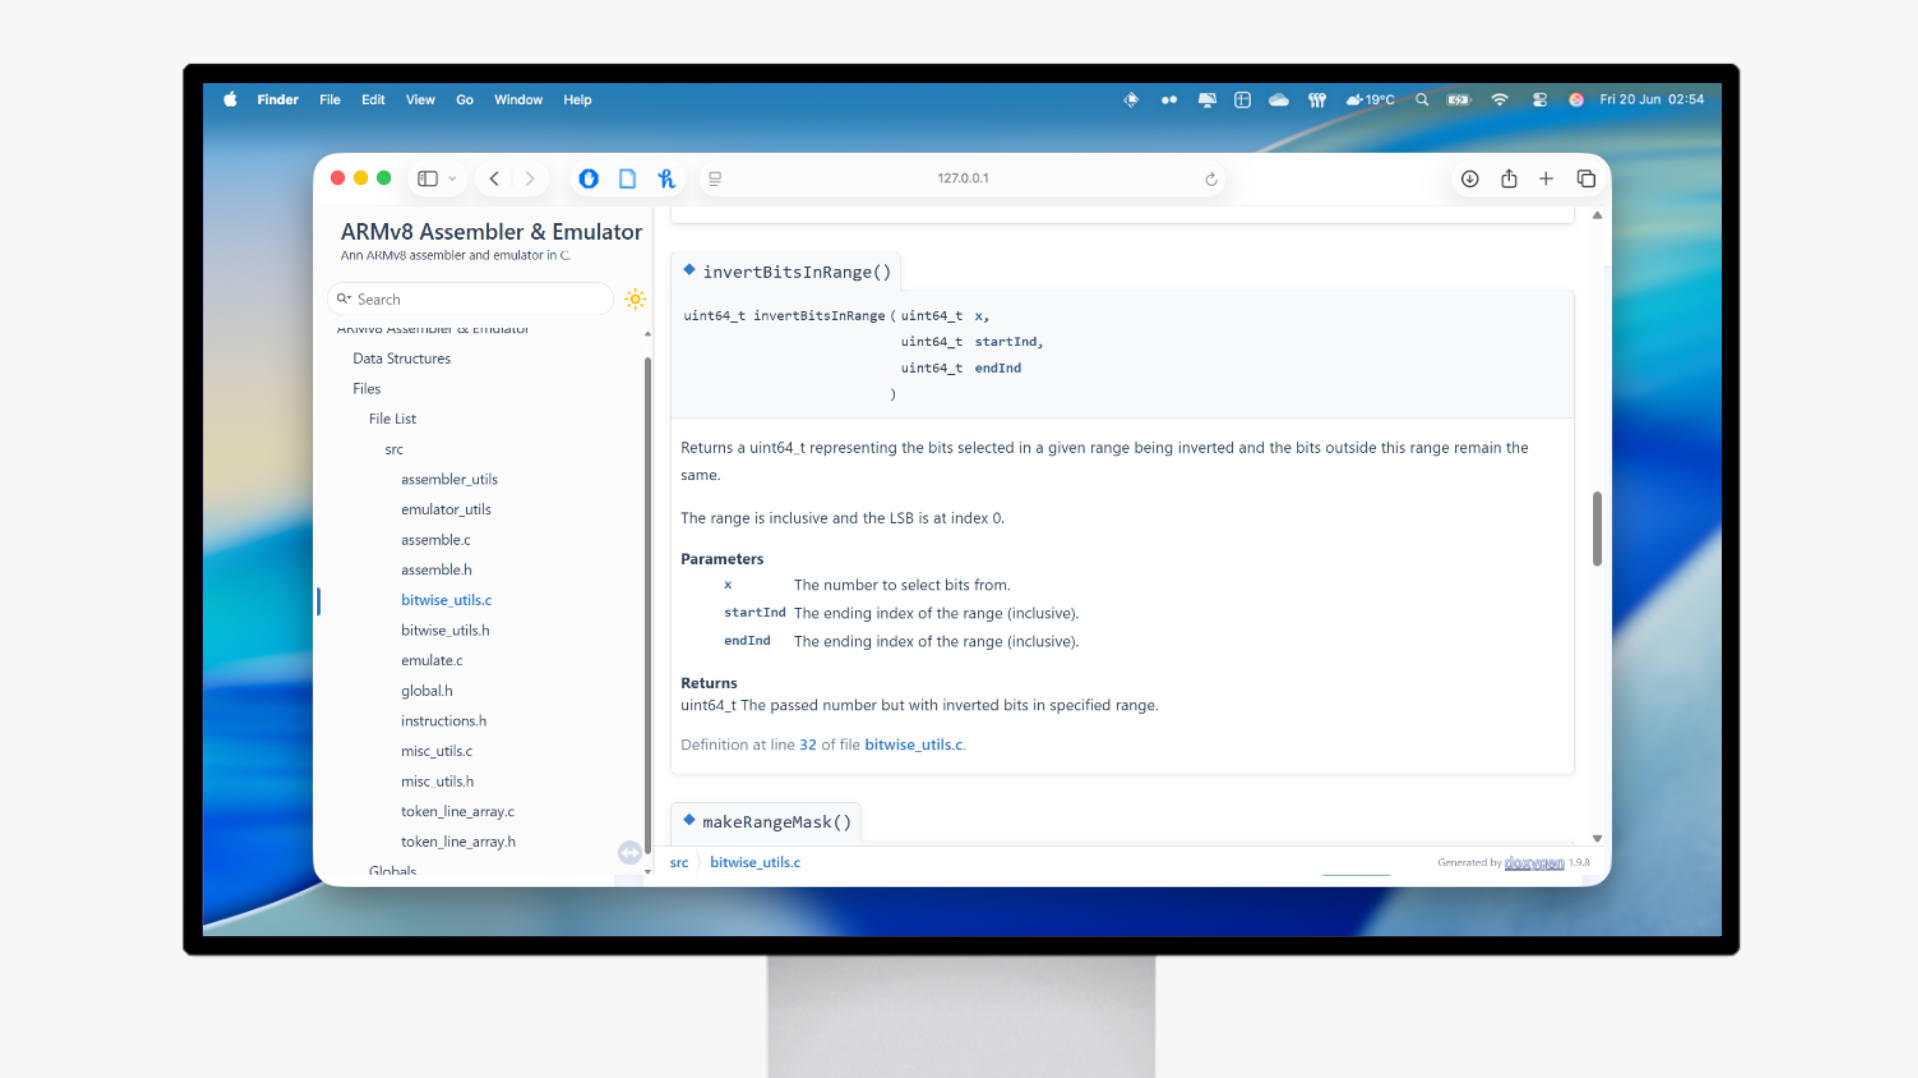 Finder File Edit View Go Window Help
19°C Fri 20 Jun 02:54
127.0.0.1
ARMv8 Assembler & Emulator
Ann ARMv8 assembler and emulator in C.
Search
ARMv8 Assembler & Emulator
Data Structures
Files
File List
src
assembler_utils
emulator_utils
assemble.c
assemble.h
bitwise_utils.c
bitwise_utils.h
emulate.c
global.h
instructions.h
misc_utils.c
misc_utils.h
token_line_array.c
token_line_array.h
Globals
◆ invertBitsInRange()
uint64_t invertBitsInRange ( uint64_t x,
uint64_t startInd,
uint64_t endInd
)
Returns a uint64_t representing the bits selected in a given range being inverted and the bits outside this range remain the
same.
The range is inclusive and the LSB is at index 0.
Parameters
x The number to select bits from.
startInd The ending index of the range (inclusive).
endInd The ending index of the range (inclusive).
Returns
uint64_t The passed number but with inverted bits in specified range.
Definition at line 32 of file bitwise_utils.c.
◆ makeRangeMask()
src bitwise_utils.c
Generated by doxygen 1.9.8